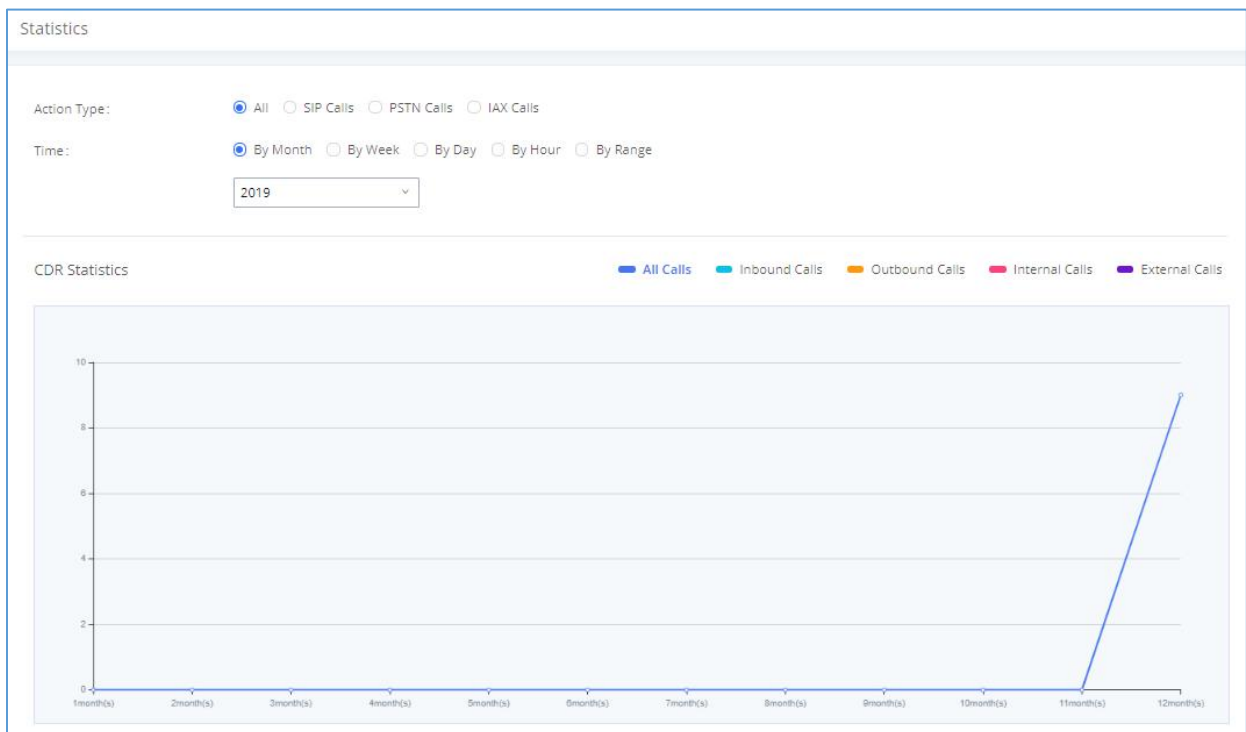 Statistics
Action Type: All SIP Calls PSTN Calls IAX Calls
Time: By Month By Week By Day By Hour By Range
2019
CDR Statistics All Calls Inbound Calls Outbound Calls Internal Calls External Calls
10
8
6
4
2
0
1month(s) 2month(s) 3month(s) 4month(s) 5month(s) 6month(s) 7month(s) 8month(s) 9month(s) 10month(s) 11month(s) 12month(s)